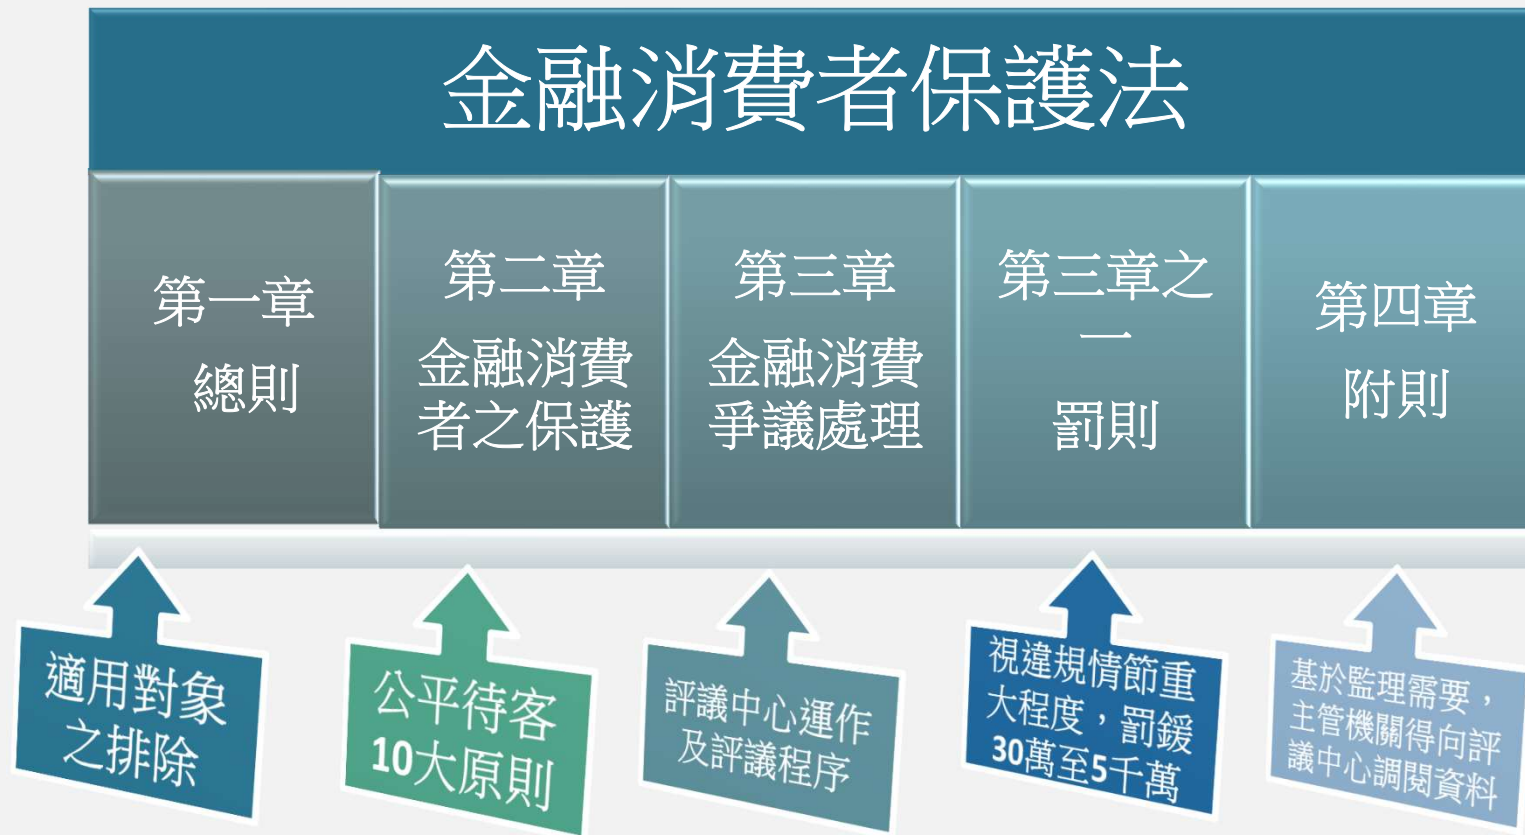 金融消費者保護法
第一章
總則
第二章
金融消費
者之保護
第三章
金融消費
爭議處理
第三章之
一
罰則
第四章
附則
適用對象
之排除
公平待客
10大原則
評議中心運作
及評議程序
視違規情節重
大程度，罰鍰
30萬至5千萬
基於監理需要，
主管機關得向評
議中心調閱資料